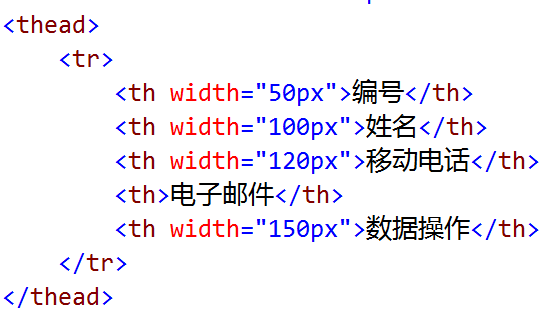 <thead>
<tr>
<th width="50px">编号</th>
<th width="100px">姓名</th>
<th width="120px">移动电话</th>
<th>电子邮件</th>
<th width="150px">数据操作</th>
</tr>
</thead>